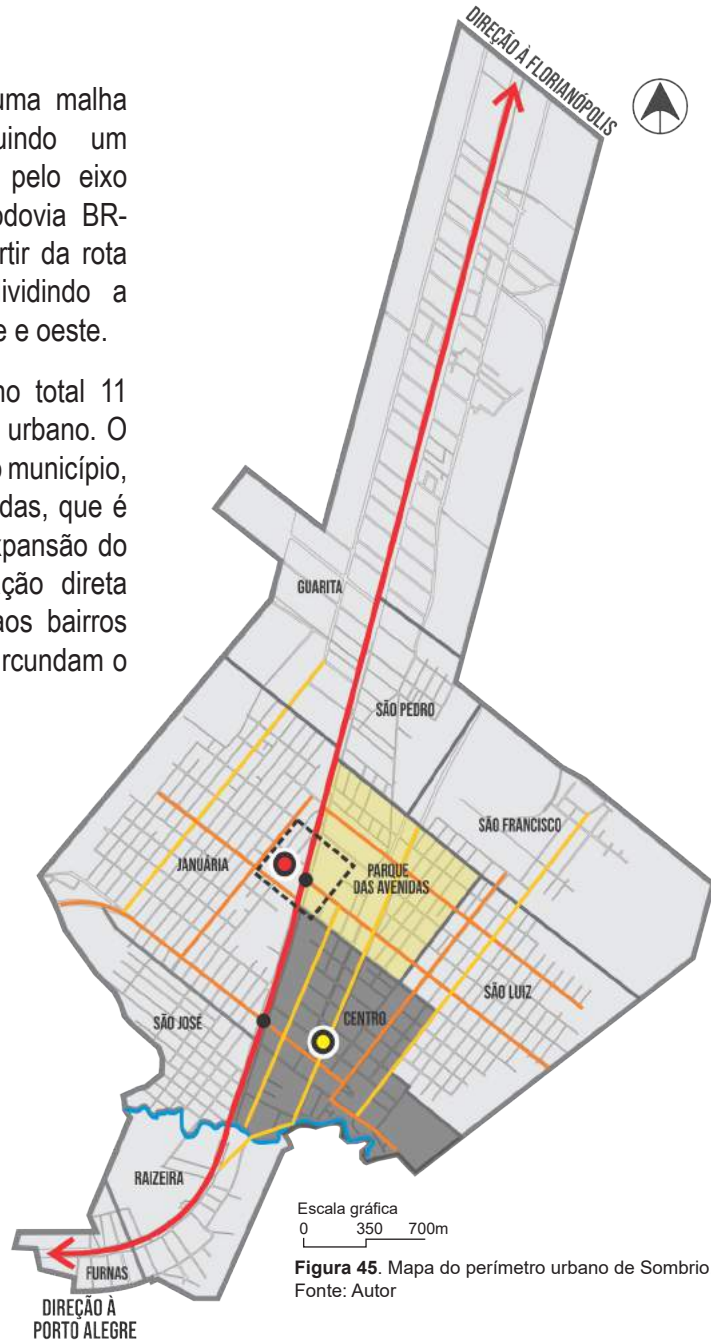 uma malha
uindo um
pelo eixo
odovia BR-
rtir da rota
ividindo a
e e oeste.
no total 11
urbano. O
o município,
das, que é
xpansão do
ção direta
aos bairros
rcundam o
DIREÇÃO À FLORIANÓPOLIS
GUARITA
SÃO PEDRO
SÃO FRANCISCO
JANUÁRIA
PARQUE
DAS AVENIDAS
SÃO LUIZ
SÃO JOSÉ
CENTRO
RAIZEIRA
FURNAS
DIREÇÃO À
PORTO ALEGRE
Escala gráfica
0 350 700m
Figura 45. Mapa do perímetro urbano de Sombrio
Fonte: Autor